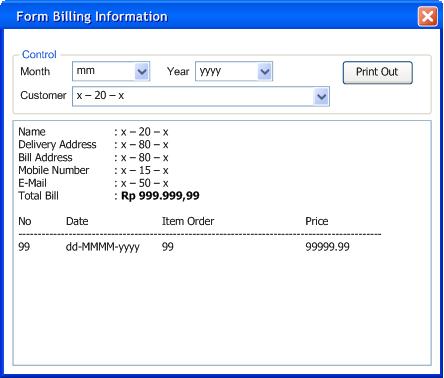 Form Billing Information
Control
Month mm Year yyyy Print Out
Customer x – 20 – x
Name : x – 20 – x
Delivery Address : x – 80 – x
Bill Address : x – 80 – x
Mobile Number : x – 15 – x
E-Mail : x – 50 – x
Total Bill : Rp 999.999,99
No Date Item Order Price
--------------------------------------------------------------------------------------------
99 dd-MMMM-yyyy 99 99999.99